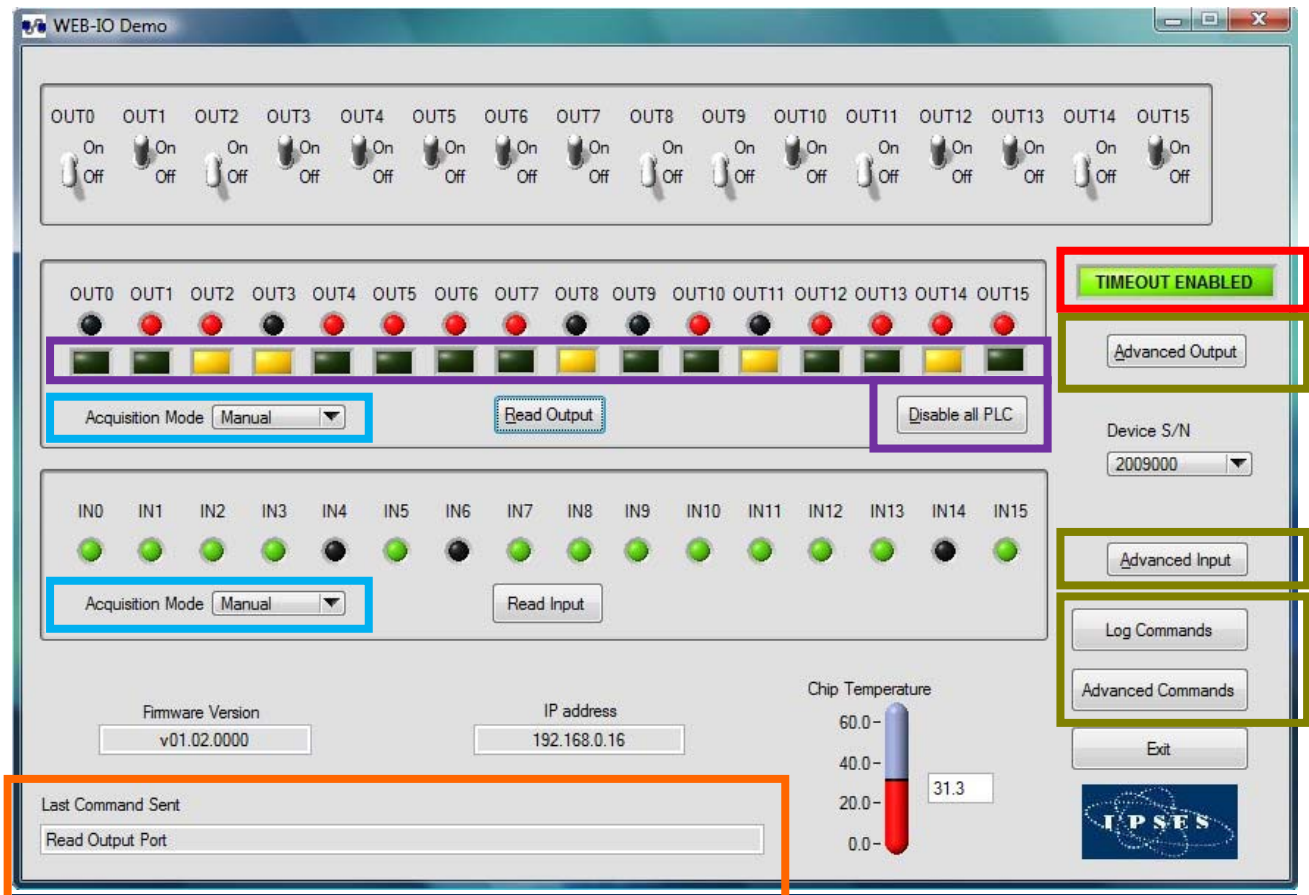 WEB-IO Demo
OUT0 OUT1 OUT2 OUT3 OUT4 OUT5 OUT6 OUT7 OUT8 OUT9 OUT10 OUT11 OUT12 OUT13 OUT14 OUT15
On On On On On On On On On On On On On On On On
Off Off Off Off Off Off Off Off Off Off Off Off Off Off Off Off
TIMEOUT ENABLED
OUT0 OUT1 OUT2 OUT3 OUT4 OUT5 OUT6 OUT7 OUT8 OUT9 OUT10 OUT11 OUT12 OUT13 OUT14 OUT15
Advanced Output
Acquisition Mode Manual Read Output Disable all PLC
Device S/N
2009000
IN0 IN1 IN2 IN3 IN4 IN5 IN6 IN7 IN8 IN9 IN10 IN11 IN12 IN13 IN14 IN15
Advanced Input
Acquisition Mode Manual Read Input
Log Commands
Advanced Commands
Chip Temperature
Firmware Version IP address
60.0
v01.02.0000 192.168.0.16
Exit
40.0
31.3
Last Command Sent
20.0
IPSES
Read Output Port
0.0